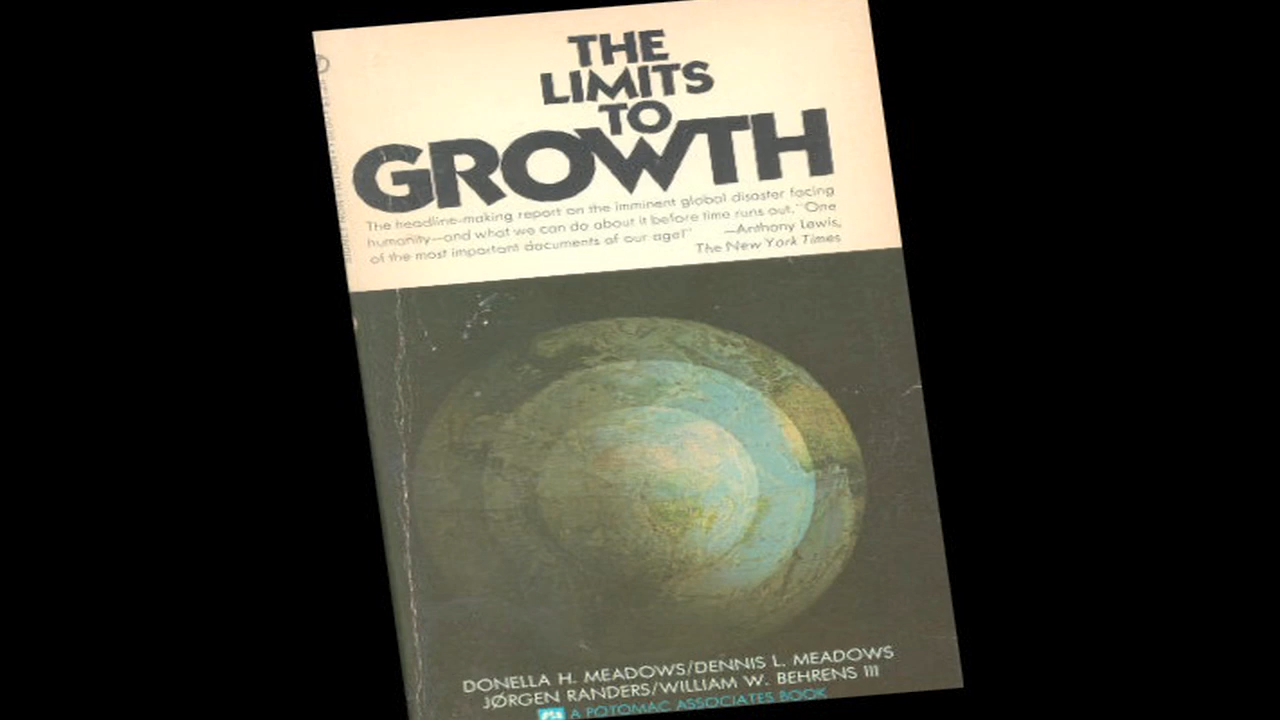 THE
LIMITS
TO
GROWTH
The headline-making report on the imminent global disaster facing
humanity—and what we can do about it before time runs out. "One
of the most important documents of our age!" —Anthony Lewis,
The New York Times
DONELLA H. MEADOWS/DENNIS L. MEADOWS
JØRGEN RANDERS/WILLIAM W. BEHRENS III
A POTOMAC ASSOCIATES BOOK